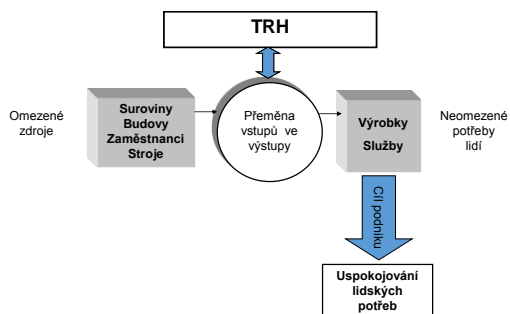 TRH
Omezené
zdroje
Suroviny
Budovy
Zaměstnanci
Stroje
Přeměna
vstupů ve
výstupy
Výrobky
Služby
Neomezené
potřeby
lidí
Cíl podniku
Uspokojování
lidských
potřeb